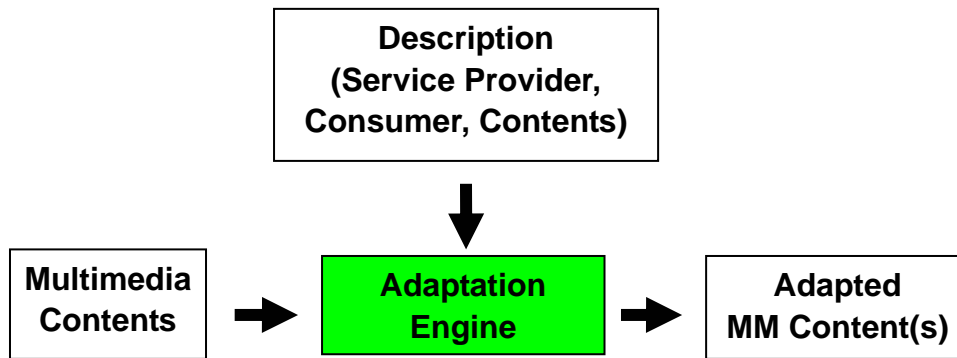 Description
(Service Provider,
Consumer, Contents)
Multimedia
Contents
Adaptation
Engine
Adapted
MM Content(s)